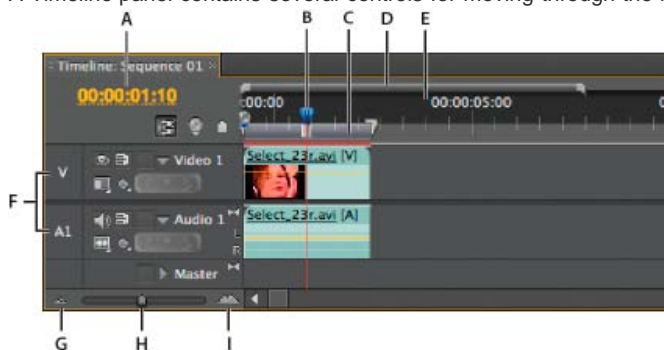 A Timeline panel contains several controls for moving through the
A B C D E
Timeline: Sequence 01 ×
00:00:01:10
:00:00 00:00:05:00 0
V Video 1 Select_23r.avi [V]
F
A1 Audio 1 Select_23r.avi [A]
L
R
Master
G H I